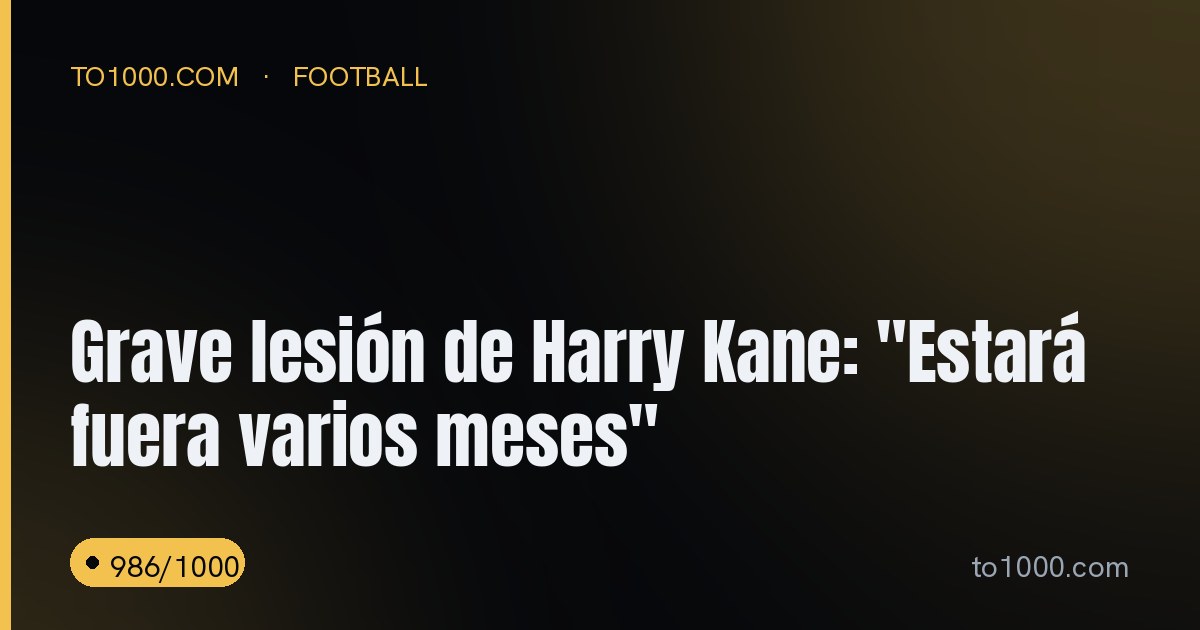 TO1000.COM · FOOTBALL
Grave lesión de Harry Kane: "Estará
fuera varios meses"
986/1000
to1000.com